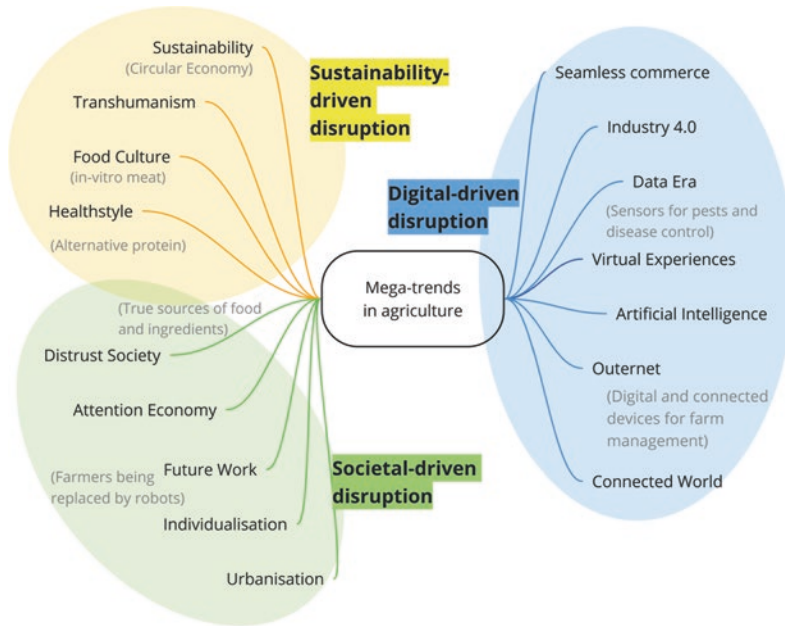 Sustainability
(Circular Economy)
Transhumanism
Food Culture
(in-vitro meat)
Healthstyle
(Alternative protein)
Sustainability-
driven
disruption
Digital-driven
disruption
Mega-trends
in agriculture
Seamless commerce
Industry 4.0
Data Era
(Sensors for pests and
disease control)
Virtual Experiences
Artificial Intelligence
Outernet
(Digital and connected
devices for farm
management)
Connected World
(True sources of food
and ingredients)
Distrust Society
Attention Economy
Future Work
(Farmers being
replaced by robots)
Individualisation
Urbanisation
Societal-driven
disruption